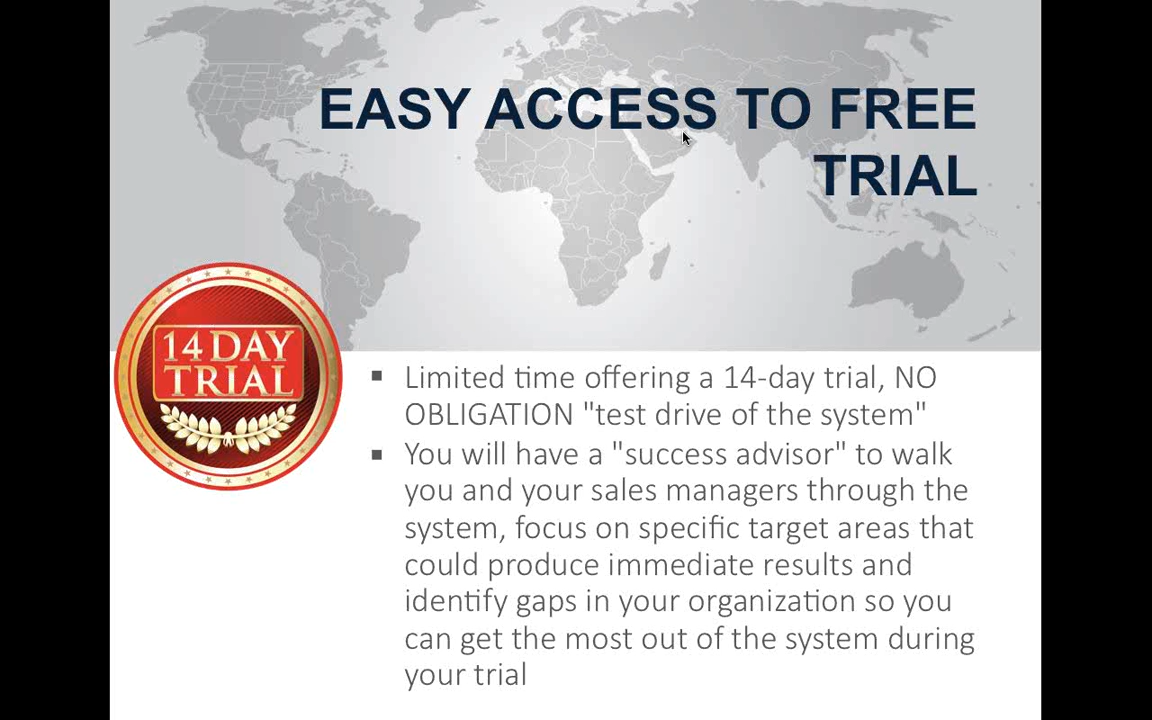 EASY ACCESS TO FREE
TRIAL
14 DAY
TRIAL
▪ Limited time offering a 14-day trial, NO
OBLIGATION "test drive of the system"
▪ You will have a "success advisor" to walk
you and your sales managers through the
system, focus on specific target areas that
could produce immediate results and
identify gaps in your organization so you
can get the most out of the system during
your trial